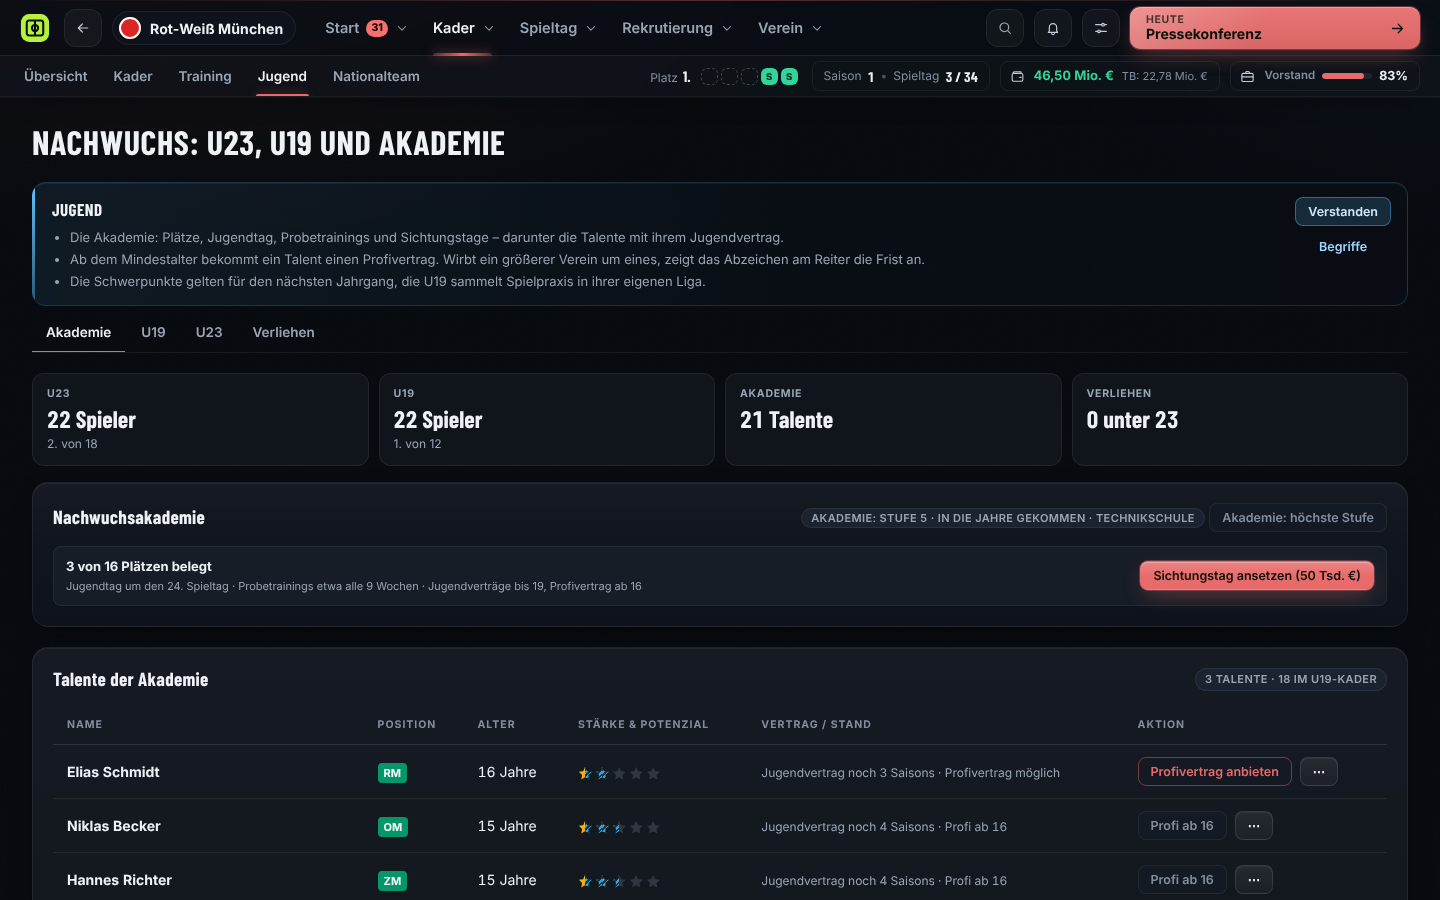 Rot-Weiß München
Start 31
Kader
Spieltag
Rekrutierung
Verein
HEUTE
Pressekonferenz
Übersicht
Kader
Training
Jugend
Nationalteam
Platz 1.
S S
Saison 1 • Spieltag 3 / 34
46,50 Mio. € TB: 22,78 Mio. €
Vorstand 83%
NACHWUCHS: U23, U19 UND AKADEMIE
JUGEND
• Die Akademie: Plätze, Jugendtag, Probetrainings und Sichtungstage – darunter die Talente mit ihrem Jugendvertrag.
• Ab dem Mindestalter bekommt ein Talent einen Profivertrag. Wirbt ein größerer Verein um eines, zeigt das Abzeichen am Reiter die Frist an.
• Die Schwerpunkte gelten für den nächsten Jahrgang, die U19 sammelt Spielpraxis in ihrer eigenen Liga.
Verstanden
Begriffe
Akademie
U19
U23
Verliehen
U23
22 Spieler
2. von 18
U19
22 Spieler
1. von 12
AKADEMIE
21 Talente
VERLIEHEN
0 unter 23
Nachwuchsakademie
AKADEMIE: STUFE 5 · IN DIE JAHRE GEKOMMEN · TECHNIKSCHULE
Akademie: höchste Stufe
3 von 16 Plätzen belegt
Jugendtag um den 24. Spieltag · Probetrainings etwa alle 9 Wochen · Jugendverträge bis 19, Profivertrag ab 16
Sichtungstag ansetzen (50 Tsd. €)
Talente der Akademie
3 TALENTE · 18 IM U19-KADER
NAME POSITION ALTER STÄRKE & POTENZIAL VERTRAG / STAND AKTION
Elias Schmidt RM 16 Jahre Jugendvertrag noch 3 Saisons · Profivertrag möglich Profivertrag anbieten ···
Niklas Becker OM 15 Jahre Jugendvertrag noch 4 Saisons · Profi ab 16 Profi ab 16 ···
Hannes Richter ZM 15 Jahre Jugendvertrag noch 4 Saisons · Profi ab 16 Profi ab 16 ···